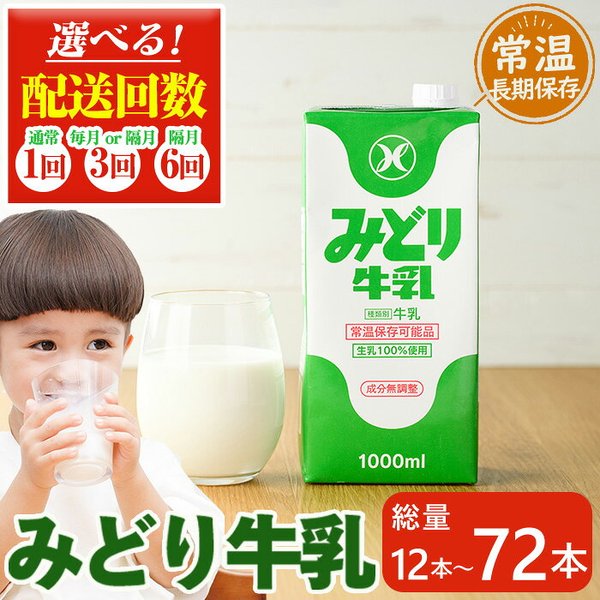 選べる!
配送回数
通常 毎月or隔月 隔月
1回 3回 6回
常温
長期保存
みどり
牛乳
種類別 牛乳
常温保存可能品
生乳100%使用
成分無調整
1000ml
みどり牛乳
総量
12本～72本